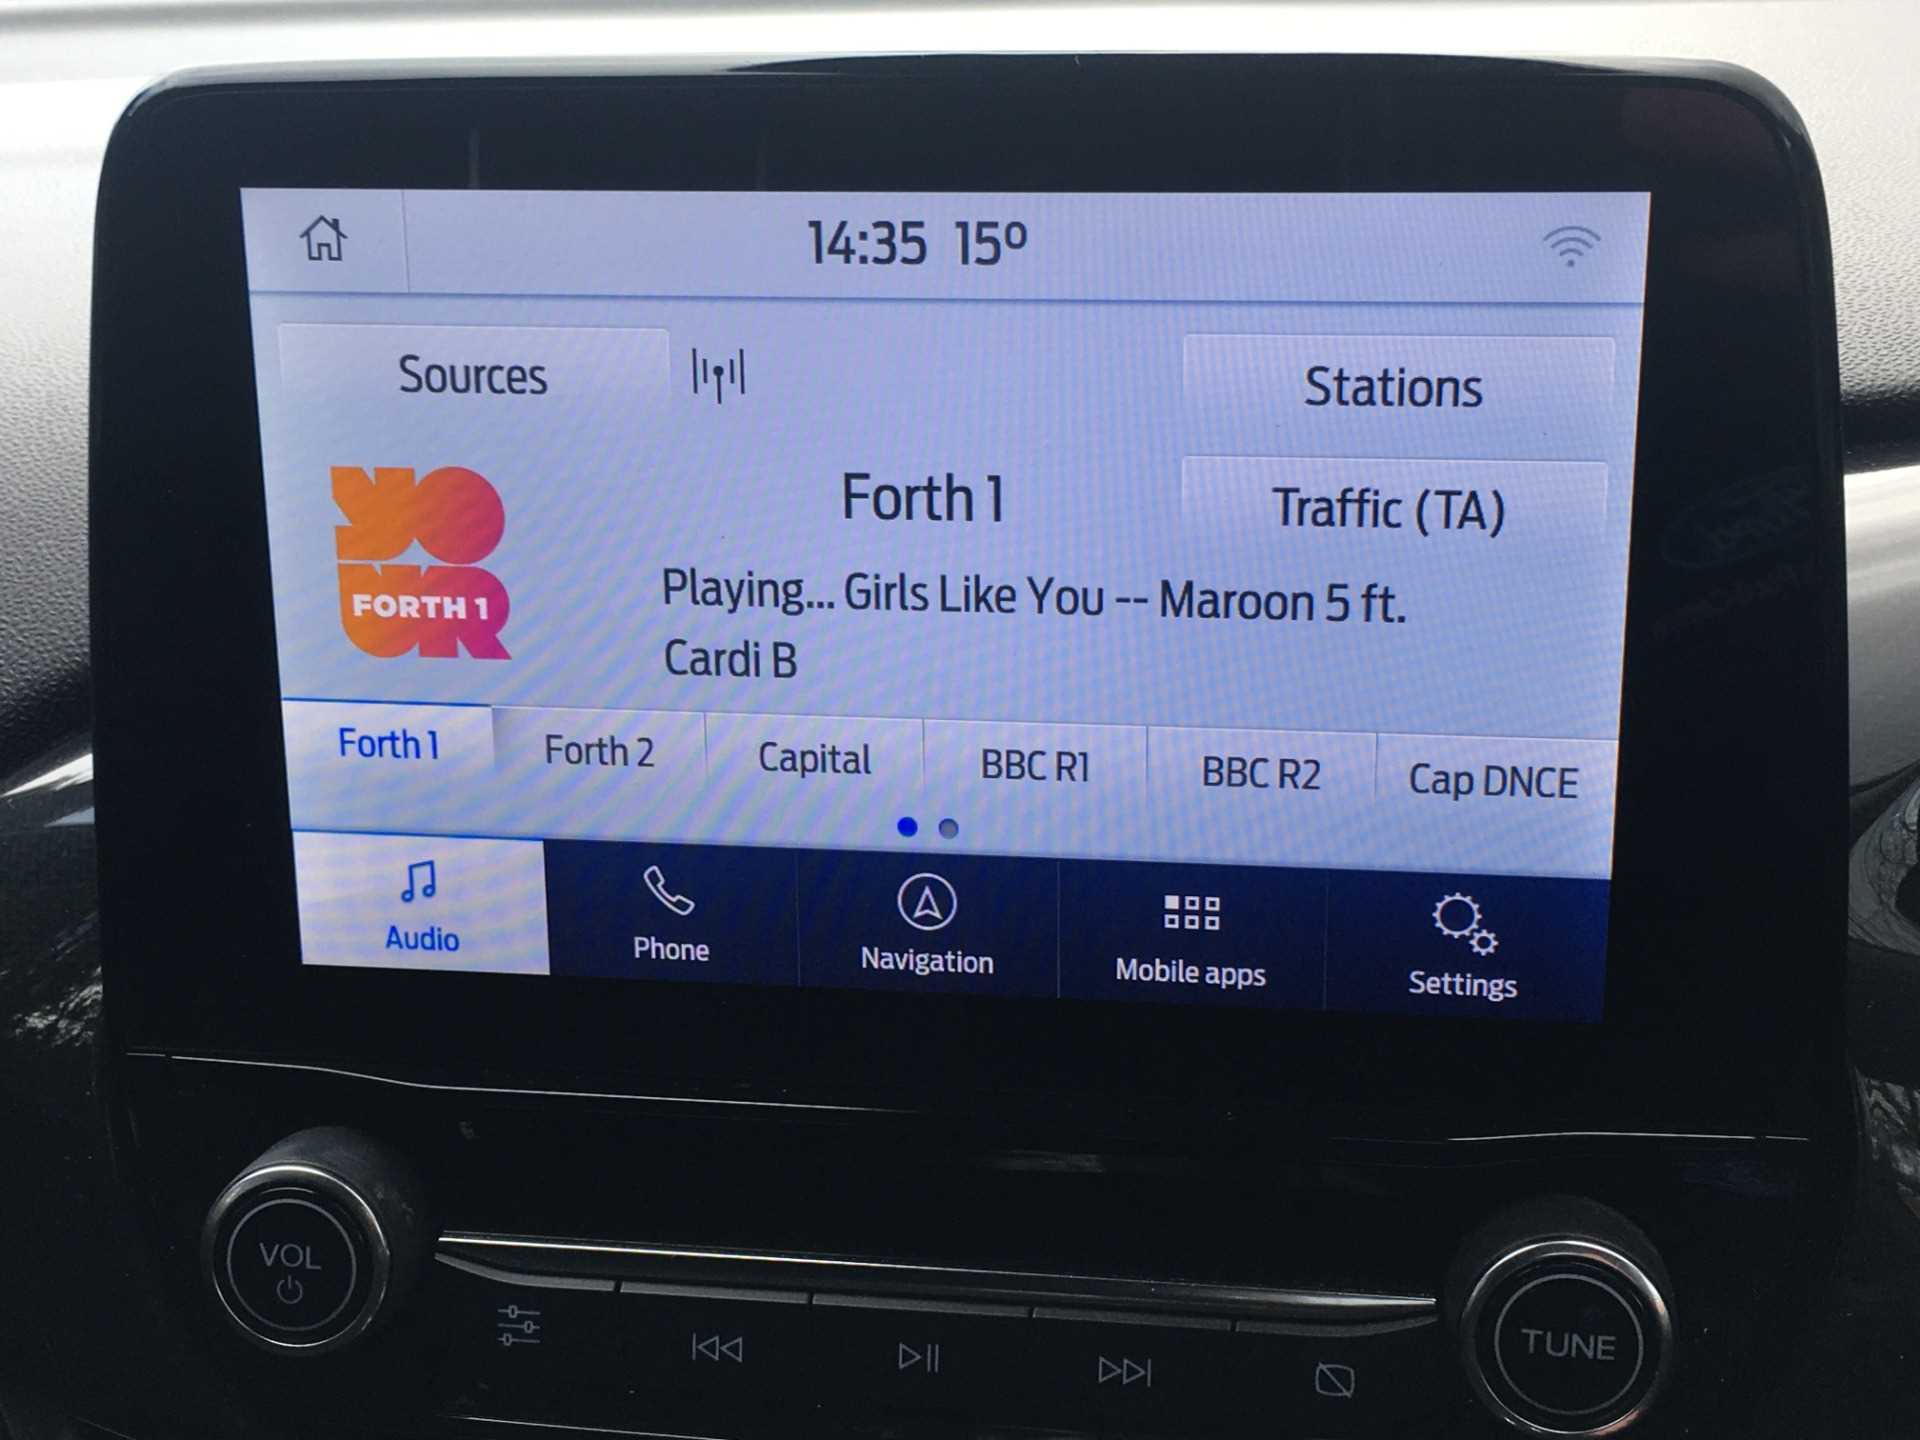 14:35 15°
Sources
Stations
YOUR
FORTH 1
Forth 1
Traffic (TA)
Playing... Girls Like You -- Maroon 5 ft.
Cardi B
Forth 1 Forth 2 Capital BBC R1 BBC R2 Cap DNCE
Audio Phone Navigation Mobile apps Settings
VOL
TUNE